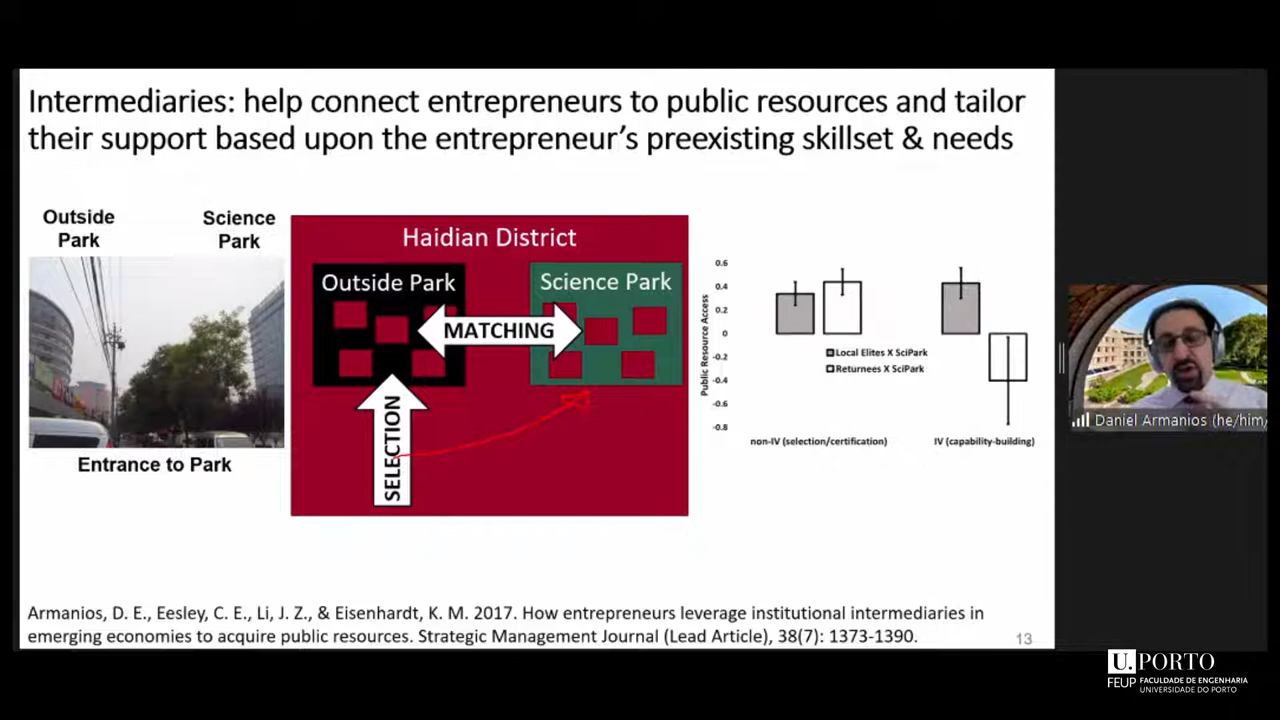 Intermediaries: help connect entrepreneurs to public resources and tailor
their support based upon the entrepreneur's preexisting skillset & needs
Outside
Park
Science
Park
Entrance to Park
Haidian District
Outside Park
Science Park
MATCHING
SELECTION
Public Resource Access
0.6
0.4
0.2
0
-0.2
-0.4
-0.6
-0.8
Local Elites X SciPark
Returnees X SciPark
non-IV (selection/certification)
IV (capability-building)
Daniel Armanios (he/him/
Armanios, D. E., Eesley, C. E., Li, J. Z., & Eisenhardt, K. M. 2017. How entrepreneurs leverage institutional intermediaries in
emerging economies to acquire public resources. Strategic Management Journal (Lead Article), 38(7): 1373-1390.
13
U. PORTO
FEUP FACULDADE DE ENGENHARIA
UNIVERSIDADE DO PORTO